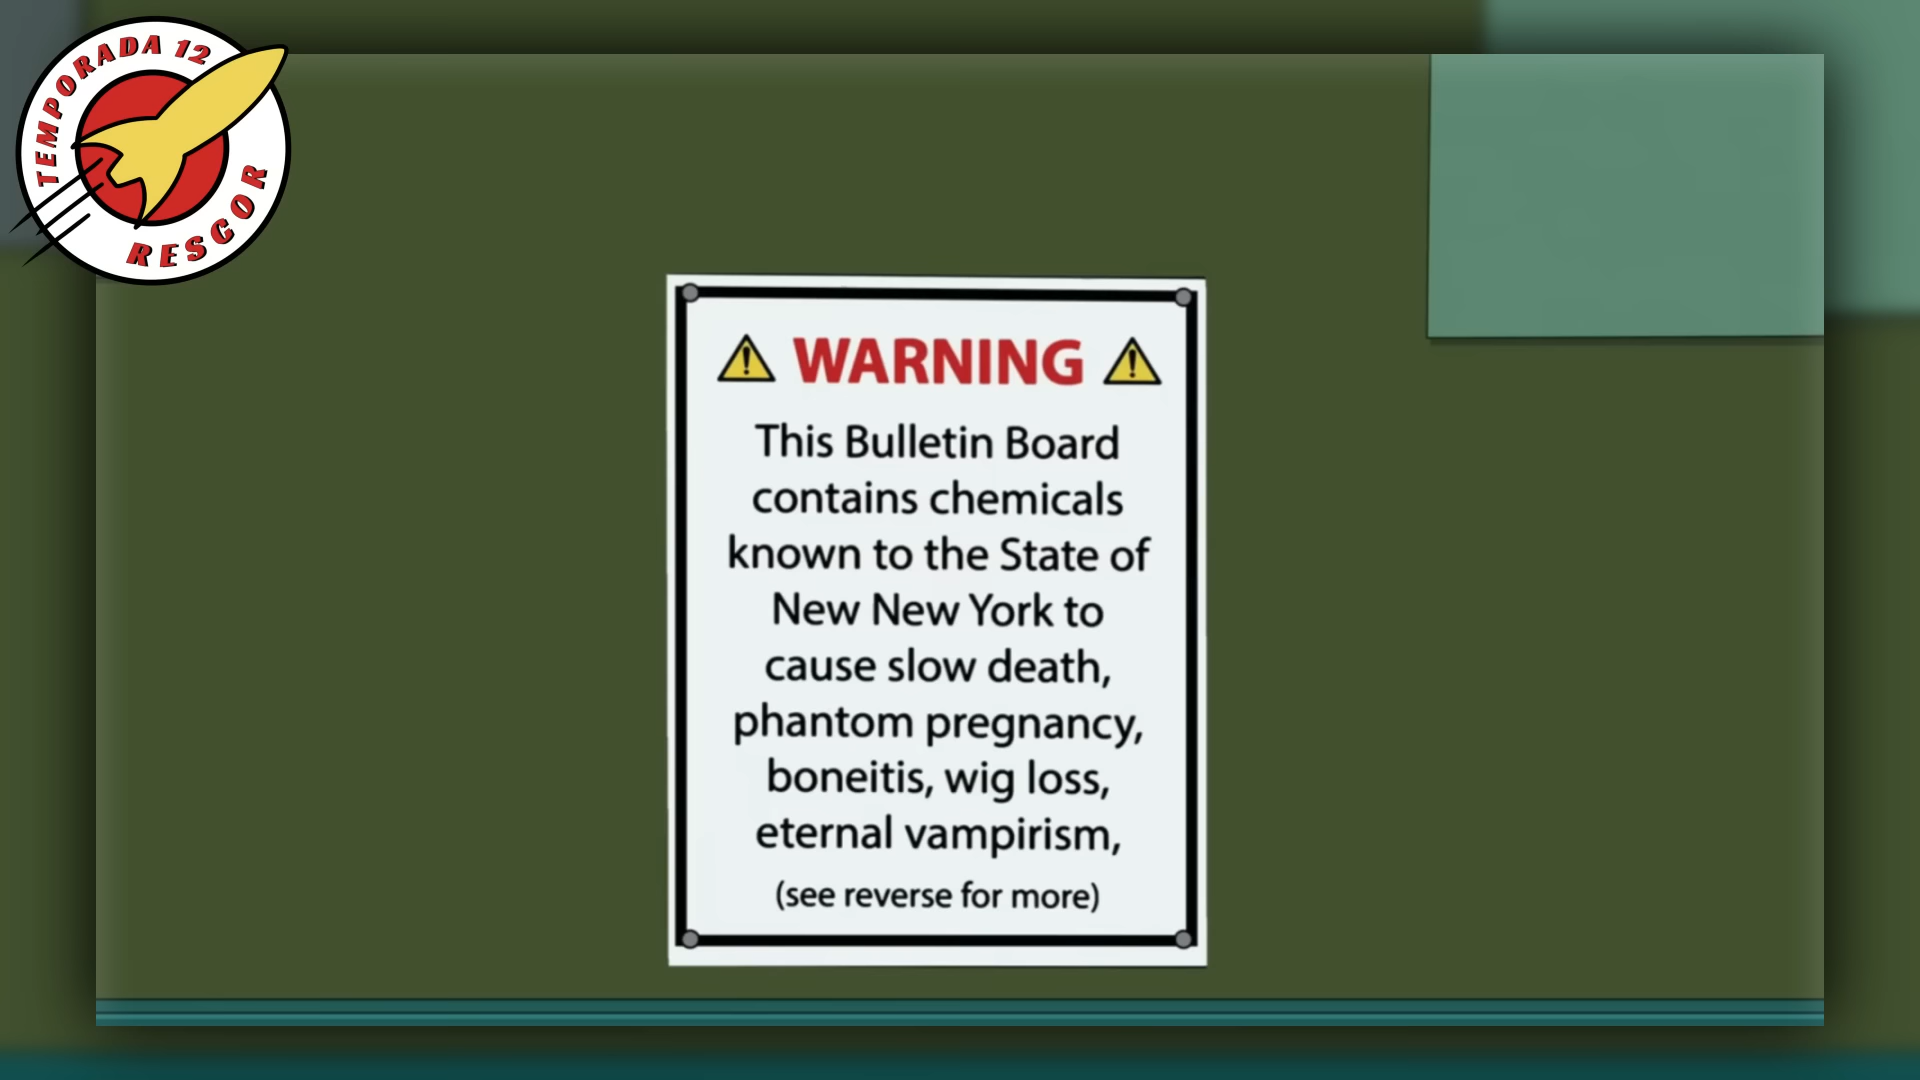 TEMPORADA 12
RESCOR
WARNING
This Bulletin Board
contains chemicals
known to the State of
New New York to
cause slow death,
phantom pregnancy,
boneitis, wig loss,
eternal vampirism,
(see reverse for more)